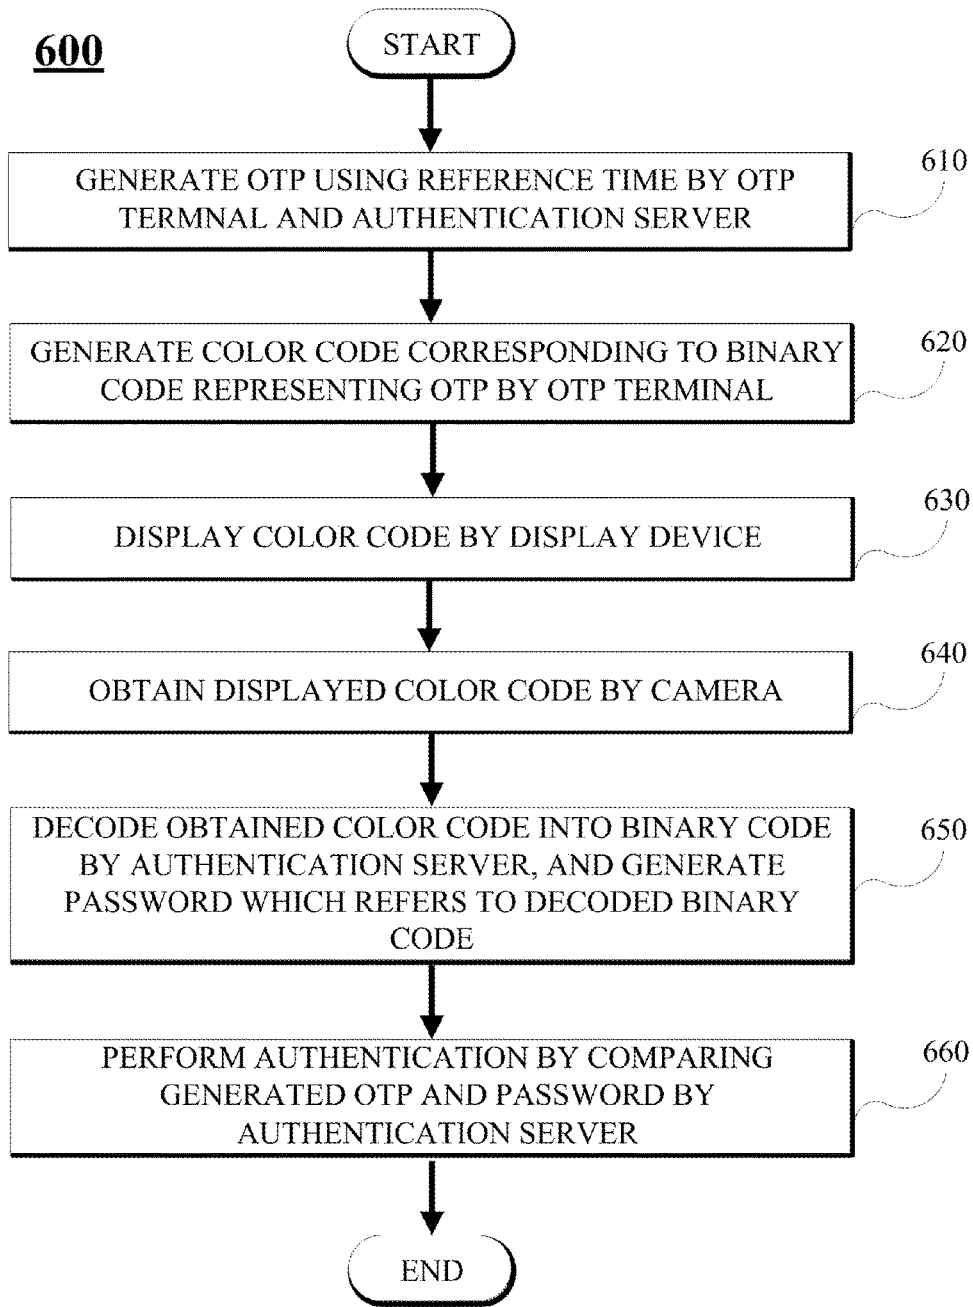 600
START
610
GENERATE OTP USING REFERENCE TIME BY OTP
TERMNAL AND AUTHENTICATION SERVER
620
GENERATE COLOR CODE CORRESPONDING TO BINARY
CODE REPRESENTING OTP BY OTP TERMINAL
630
DISPLAY COLOR CODE BY DISPLAY DEVICE
640
OBTAIN DISPLAYED COLOR CODE BY CAMERA
650
DECODE OBTAINED COLOR CODE INTO BINARY CODE
BY AUTHENTICATION SERVER, AND GENERATE
PASSWORD WHICH REFERS TO DECODED BINARY
CODE
660
PERFORM AUTHENTICATION BY COMPARING
GENERATED OTP AND PASSWORD BY
AUTHENTICATION SERVER
END